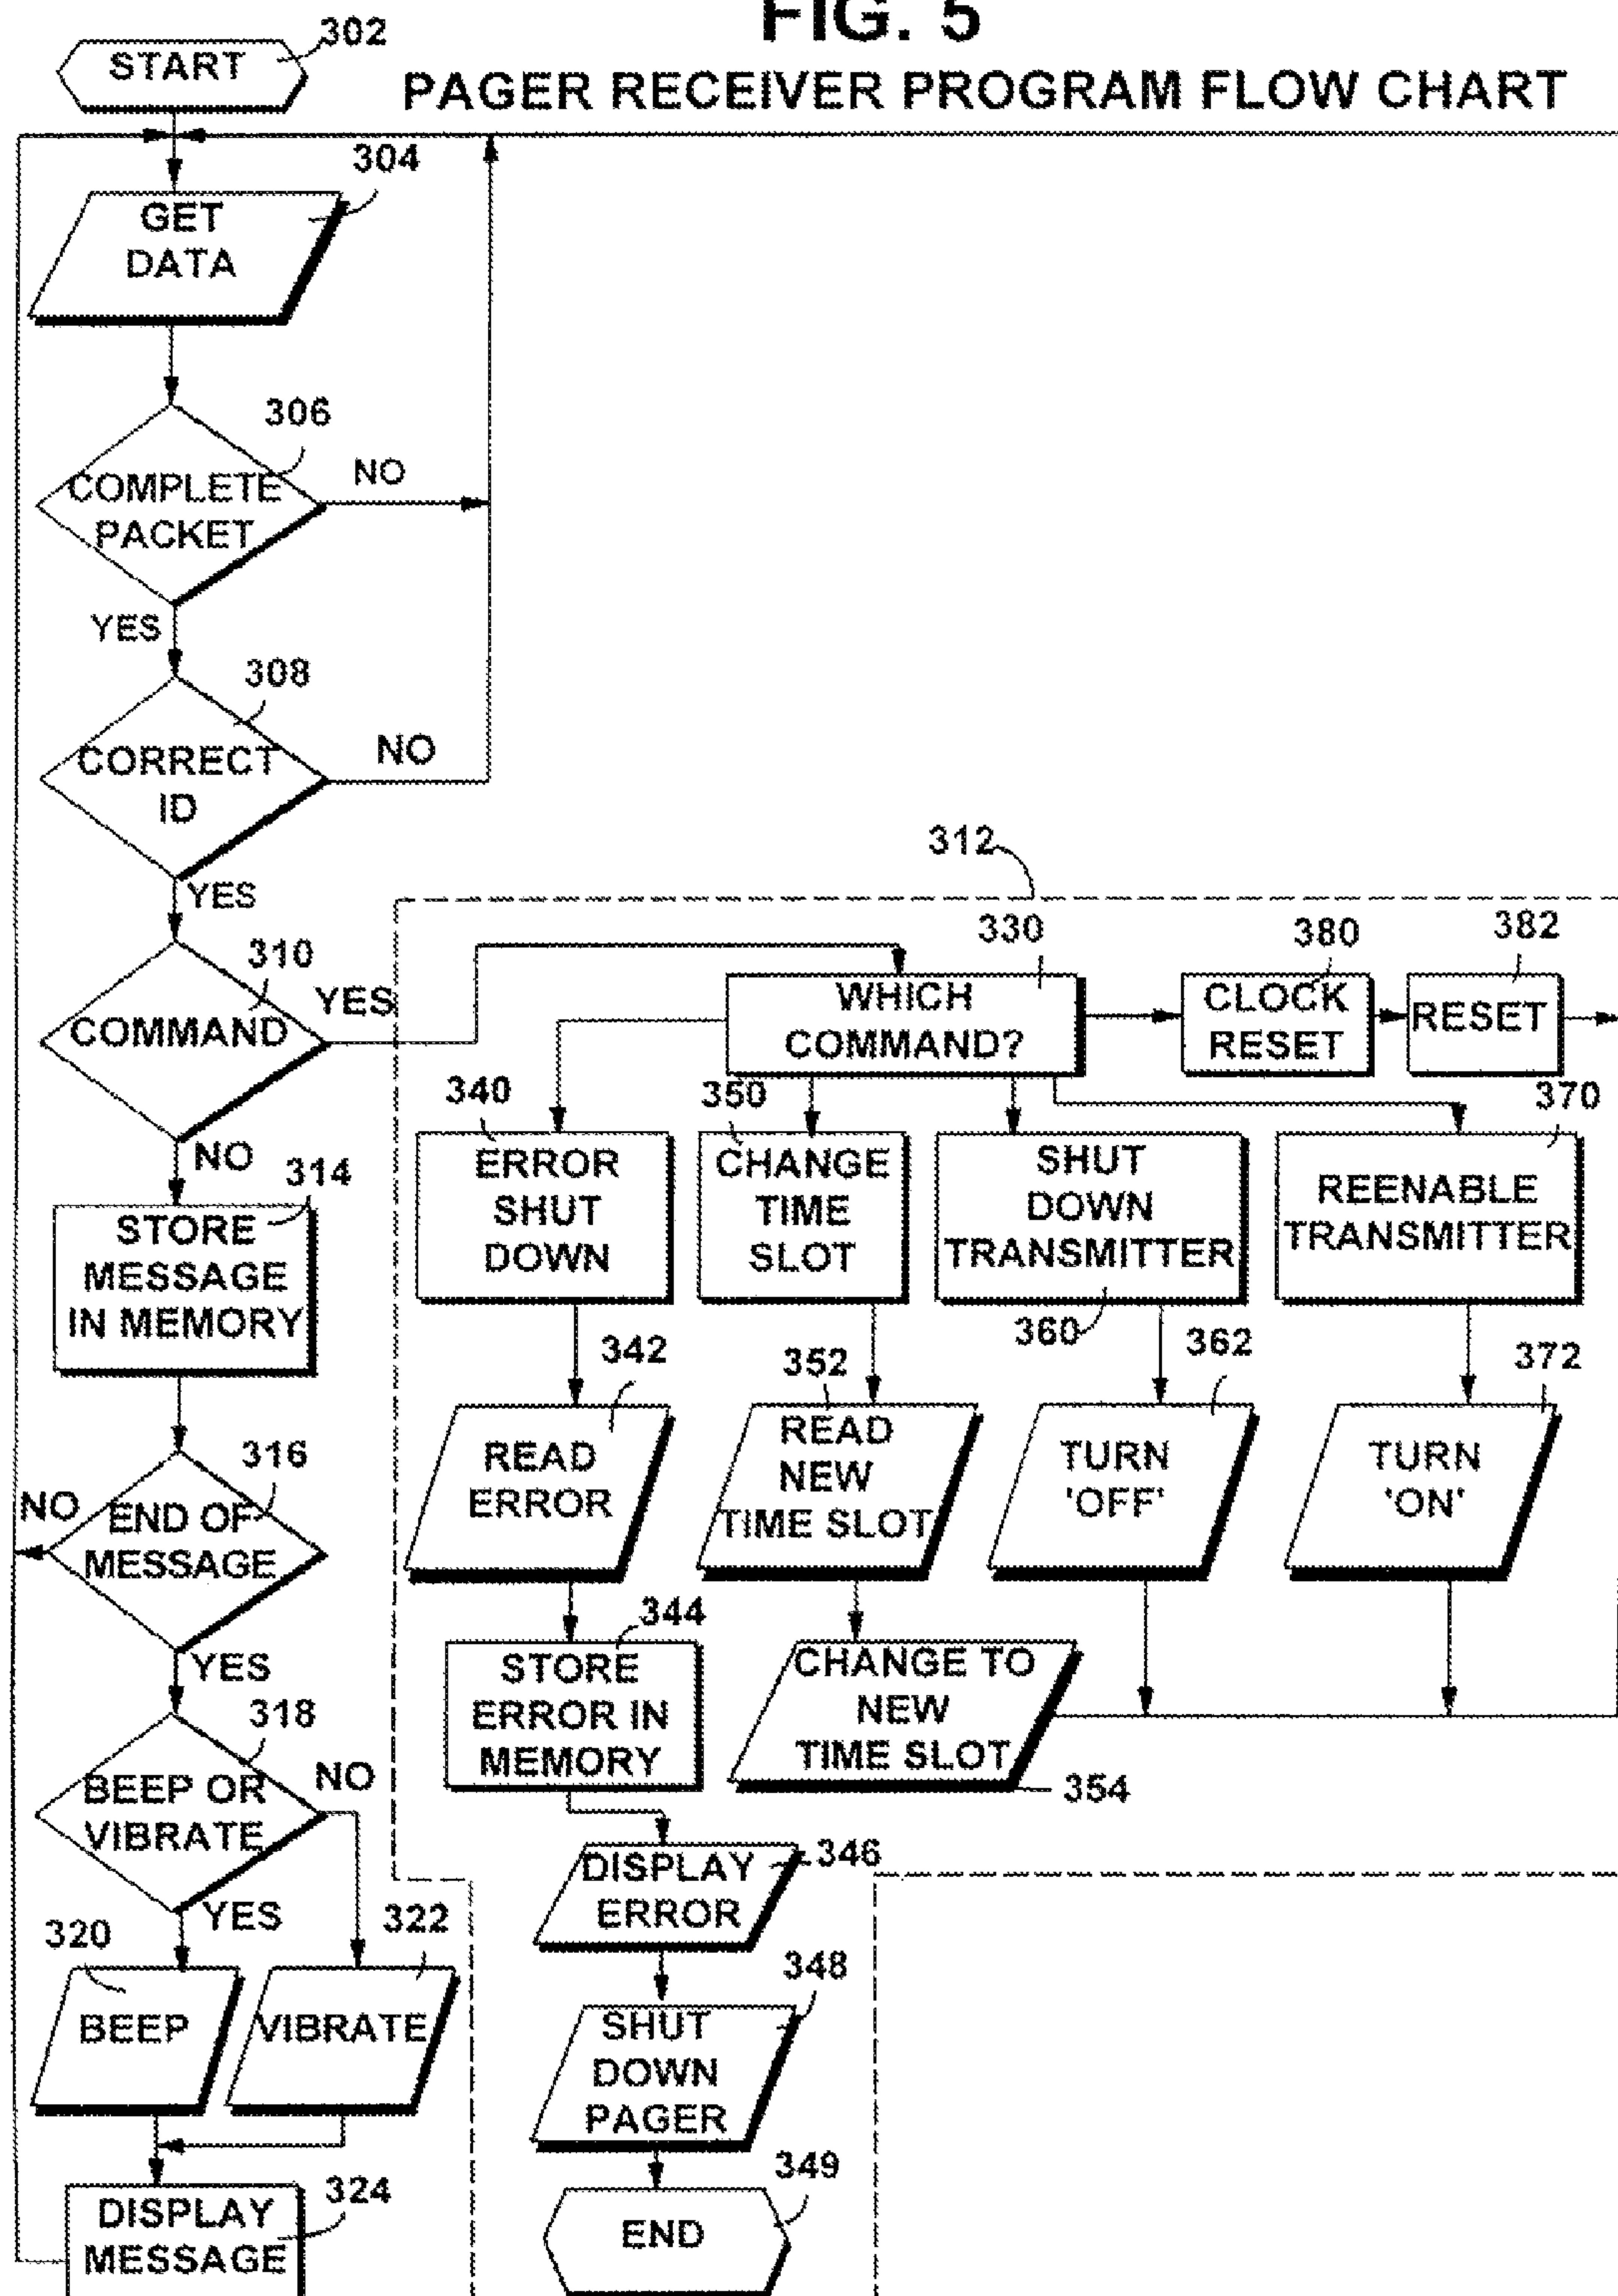 FIG. 5
PAGER RECEIVER PROGRAM FLOW CHART
302
START
304
GET
DATA
306
COMPLETE
PACKET
NO
YES
308
CORRECT
ID
NO
YES
310
COMMAND
YES
NO
314
STORE
MESSAGE
IN MEMORY
316
NO
END OF
MESSAGE
YES
318
BEEP OR
VIBRATE
NO
YES
320
BEEP
322
VIBRATE
324
DISPLAY
MESSAGE
312
330
WHICH
COMMAND?
380
CLOCK
RESET
382
RESET
340
ERROR
SHUT
DOWN
350
CHANGE
TIME
SLOT
SHUT
DOWN
TRANSMITTER
360
370
REENABLE
TRANSMITTER
342
READ
ERROR
352
READ
NEW
TIME SLOT
362
TURN
'OFF'
372
TURN
'ON'
344
STORE
ERROR IN
MEMORY
CHANGE TO
NEW
TIME SLOT
354
346
DISPLAY
ERROR
348
SHUT
DOWN
PAGER
349
END